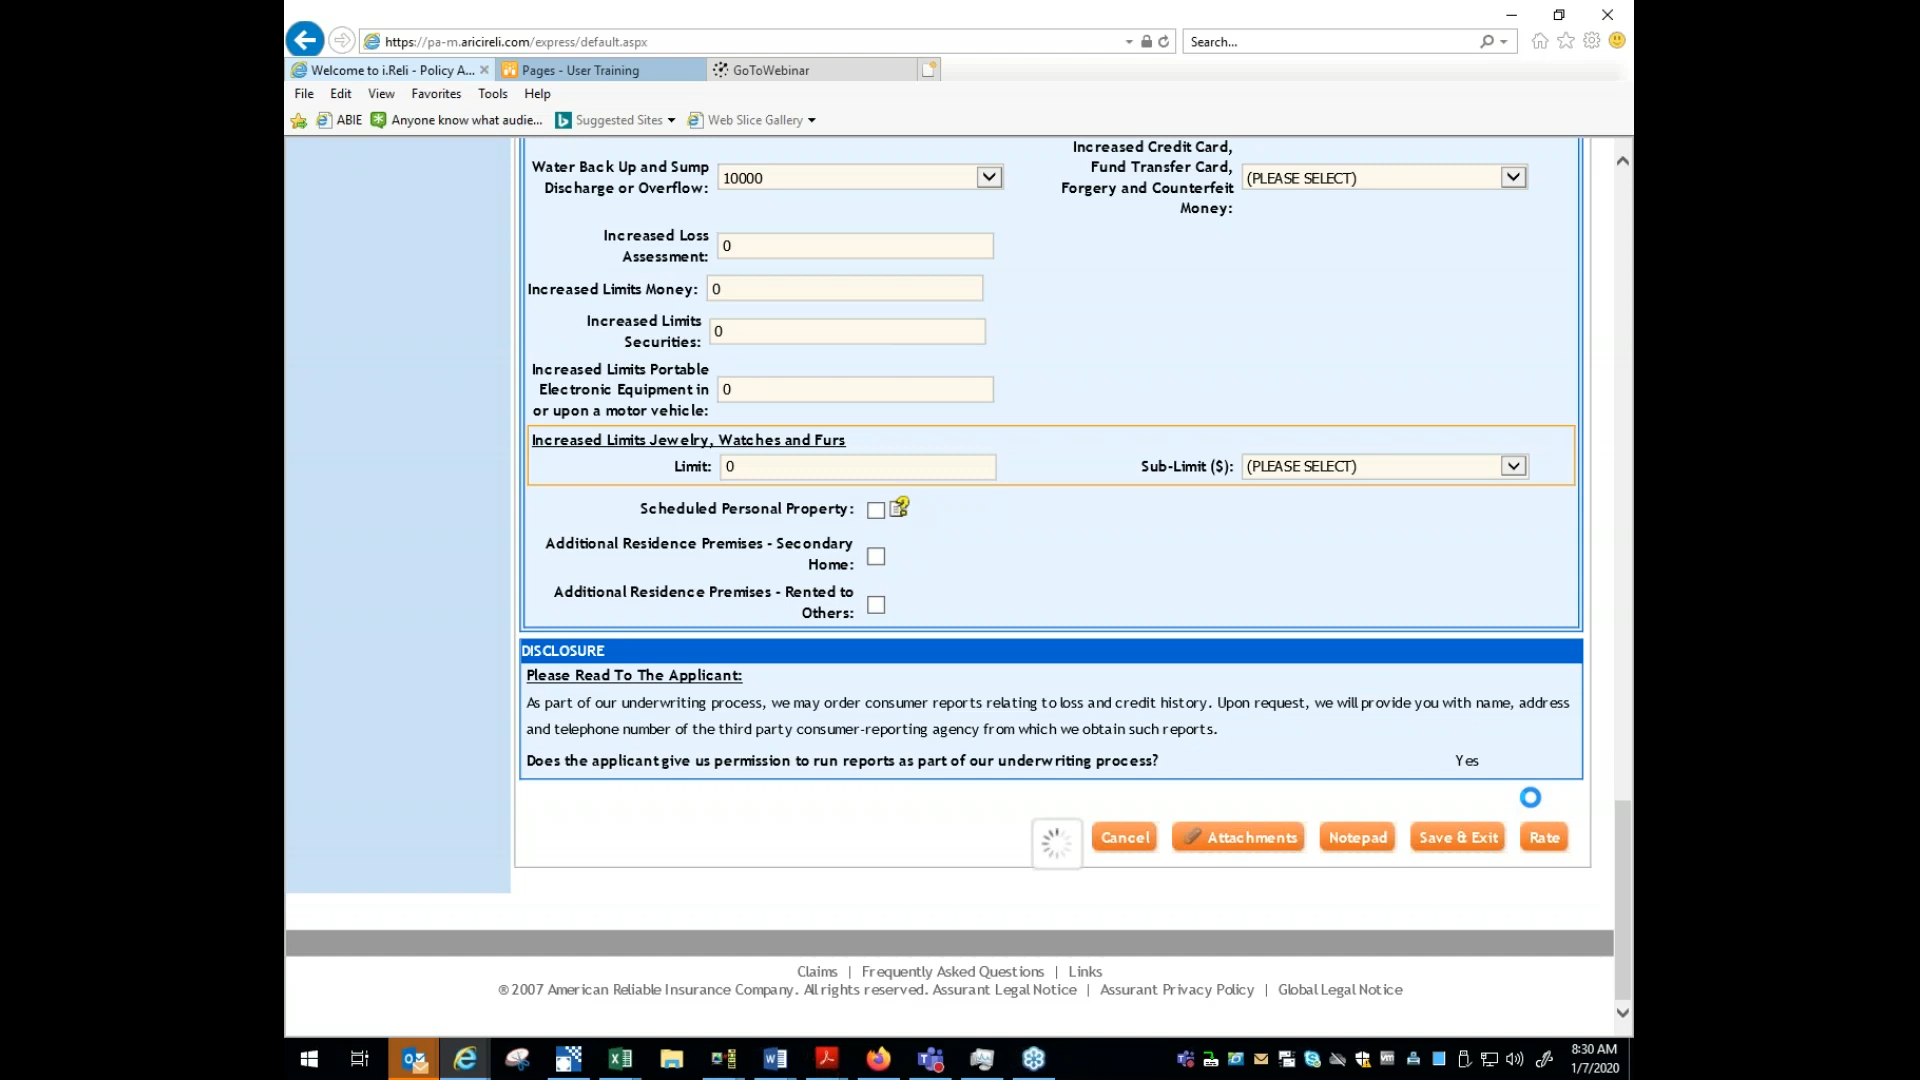 https://pa-m.aricireli.com/express/default.aspx
Search...
Welcome to i.Reli - Policy A...
Pages - User Training
GoToWebinar
File Edit View Favorites Tools Help
ABIE
Anyone know what audie...
Suggested Sites
Web Slice Gallery
Water Back Up and Sump
Discharge or Overflow:
10000
Increased Credit Card,
Fund Transfer Card,
Forgery and Counterfeit
Money:
(PLEASE SELECT)
Increased Loss
Assessment:
0
Increased Limits Money:
0
Increased Limits
Securities:
0
Increased Limits Portable
Electronic Equipment in
or upon a motor vehicle:
0
Increased Limits Jewelry, Watches and Furs
Limit:
0
Sub-Limit ($):
(PLEASE SELECT)
Scheduled Personal Property:
Additional Residence Premises - Secondary
Home:
Additional Residence Premises - Rented to
Others:
DISCLOSURE
Please Read To The Applicant:
As part of our underwriting process, we may order consumer reports relating to loss and credit history. Upon request, we will provide you with name, address
and telephone number of the third party consumer-reporting agency from which we obtain such reports.
Does the applicant give us permission to run reports as part of our underwriting process?
Yes
Cancel
Attachments
Notepad
Save & Exit
Rate
Claims | Frequently Asked Questions | Links
®2007 American Reliable Insurance Company. All rights reserved. Assurant Legal Notice | Assurant Privacy Policy | Global Legal Notice
8:30 AM
1/7/2020